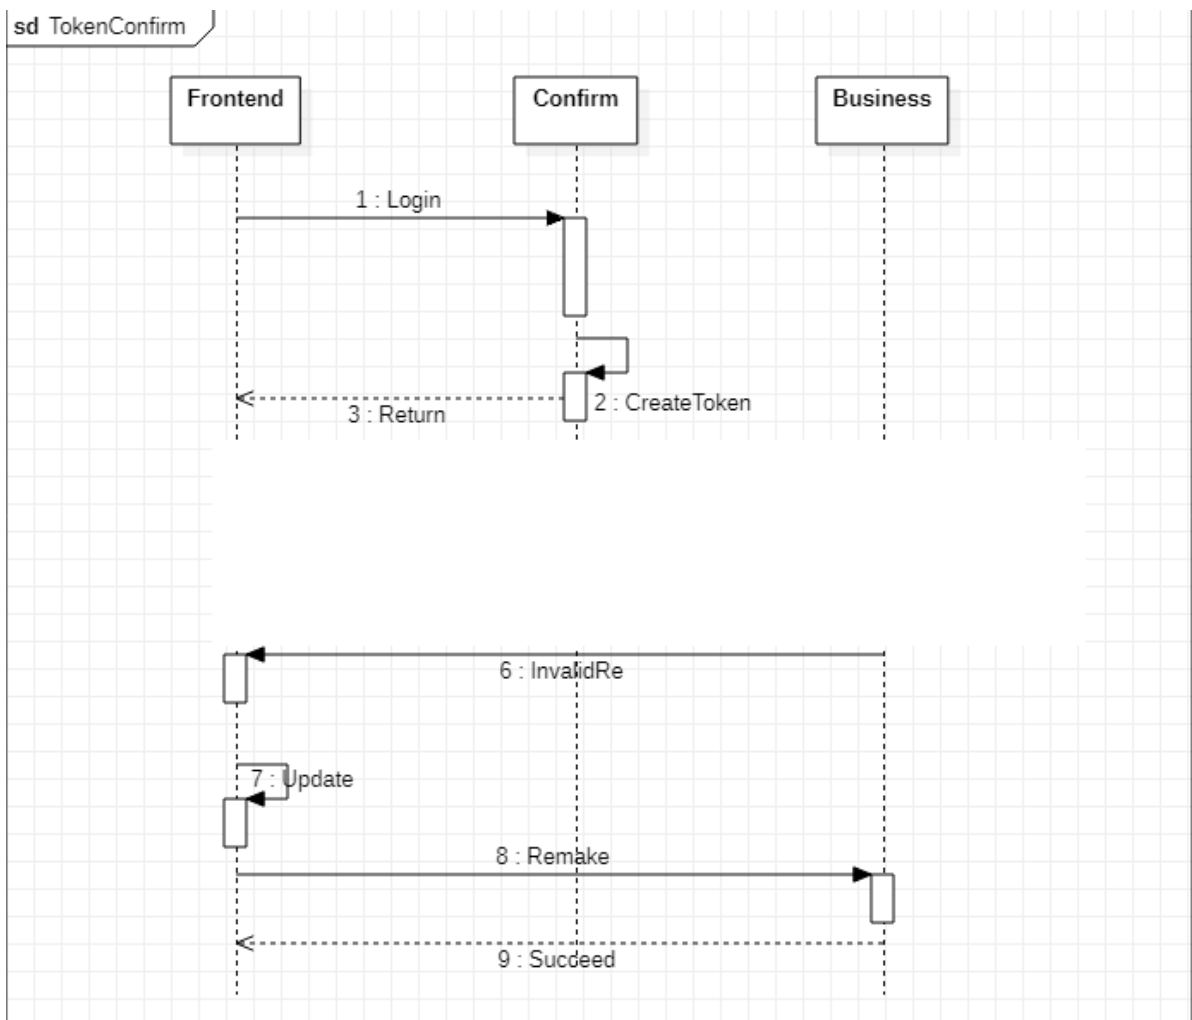 sd TokenConfirm
Frontend
Confirm
Business
1 : Login
2 : CreateToken
3 : Return
6 : InvalidRe
7 : Update
8 : Remake
9 : Succeed